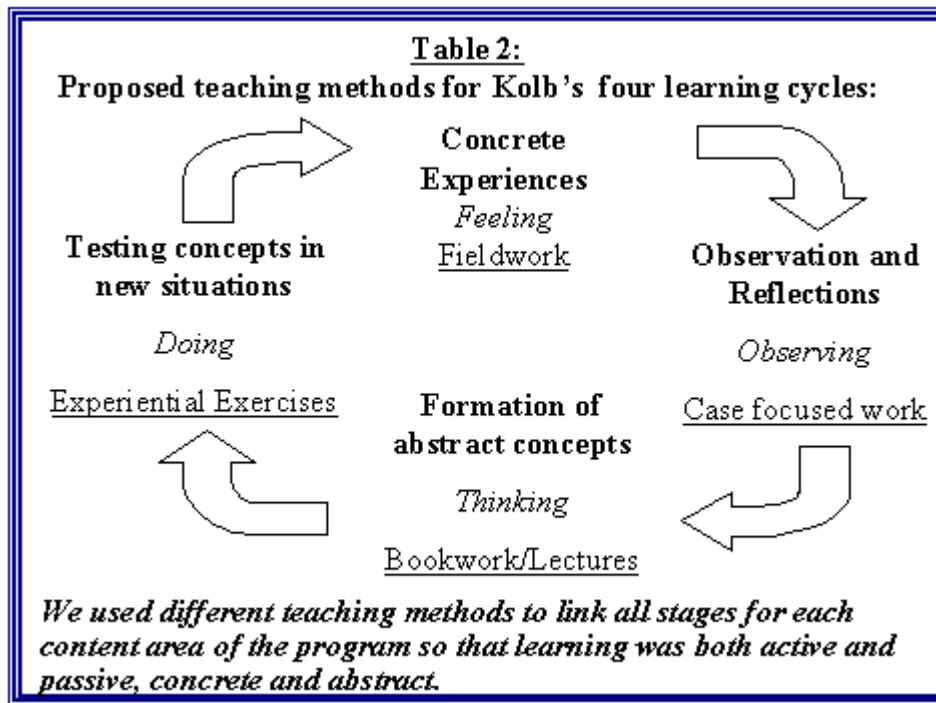 Table 2:
Proposed teaching methods for Kolb's four learning cycles:
Concrete
Experiences
Feeling
Fieldwork
Observation and
Reflections
Observing
Case focused work
Formation of
abstract concepts
Thinking
Bookwork/Lectures
Testing concepts in
new situations
Doing
Experiential Exercises
We used different teaching methods to link all stages for each
content area of the program so that learning was both active and
passive, concrete and abstract.